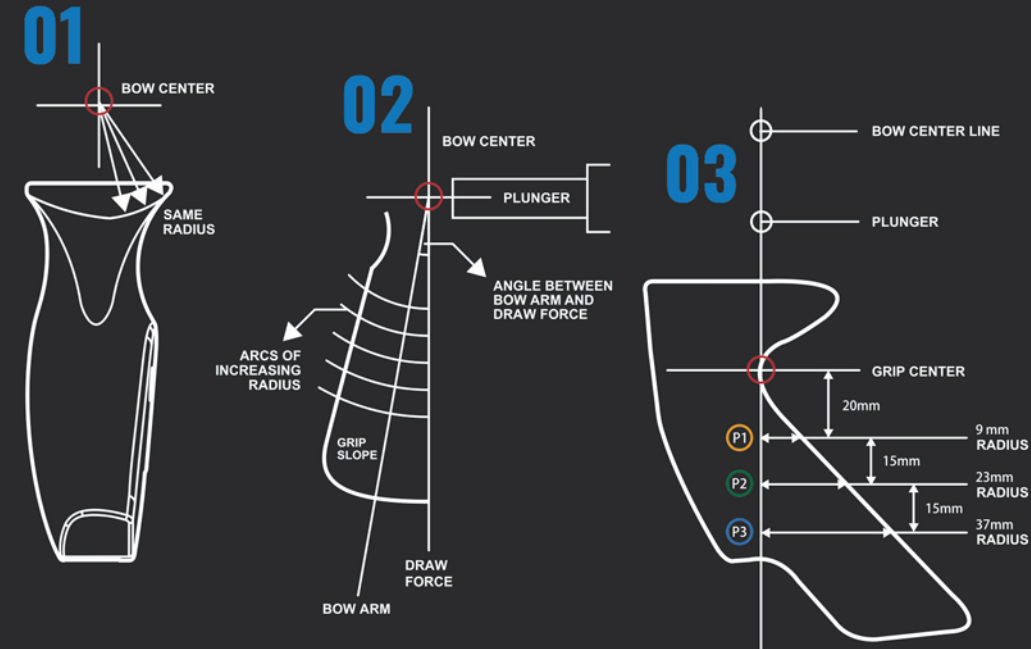 01
BOW CENTER
SAME
RADIUS
02
BOW CENTER
PLUNGER
ANGLE BETWEEN
BOW ARM AND
DRAW FORCE
ARCS OF
INCREASING
RADIUS
GRIP
SLOPE
DRAW
FORCE
BOW ARM
03
BOW CENTER LINE
PLUNGER
GRIP CENTER
20mm
P1
9 mm
RADIUS
15mm
P2
23mm
RADIUS
15mm
P3
37mm
RADIUS